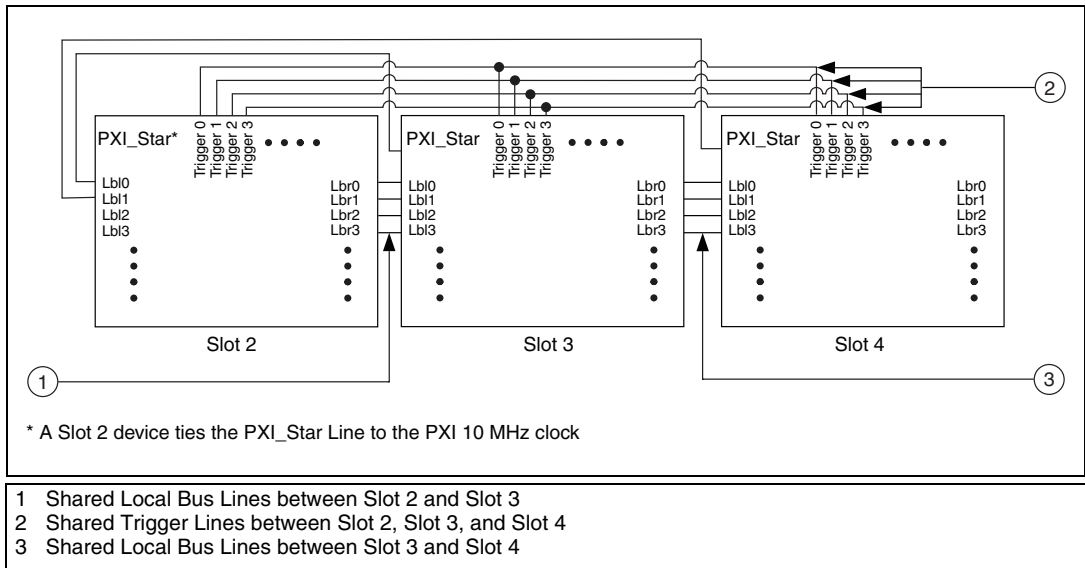 2
PXI_Star*
Trigger 0
Trigger 1
Trigger 2
Trigger 3
PXI_Star
Trigger 0
Trigger 1
Trigger 2
Trigger 3
PXI_Star
Trigger 0
Trigger 1
Trigger 2
Trigger 3
Lbl0
Lbl1
Lbl2
Lbl3
Lbr0
Lbr1
Lbr2
Lbr3
Lbl0
Lbl1
Lbl2
Lbl3
Lbr0
Lbr1
Lbr2
Lbr3
Lbl0
Lbl1
Lbl2
Lbl3
Lbr0
Lbr1
Lbr2
Lbr3
Slot 2
Slot 3
Slot 4
1
3
* A Slot 2 device ties the PXI_Star Line to the PXI 10 MHz clock
1 Shared Local Bus Lines between Slot 2 and Slot 3
2 Shared Trigger Lines between Slot 2, Slot 3, and Slot 4
3 Shared Local Bus Lines between Slot 3 and Slot 4